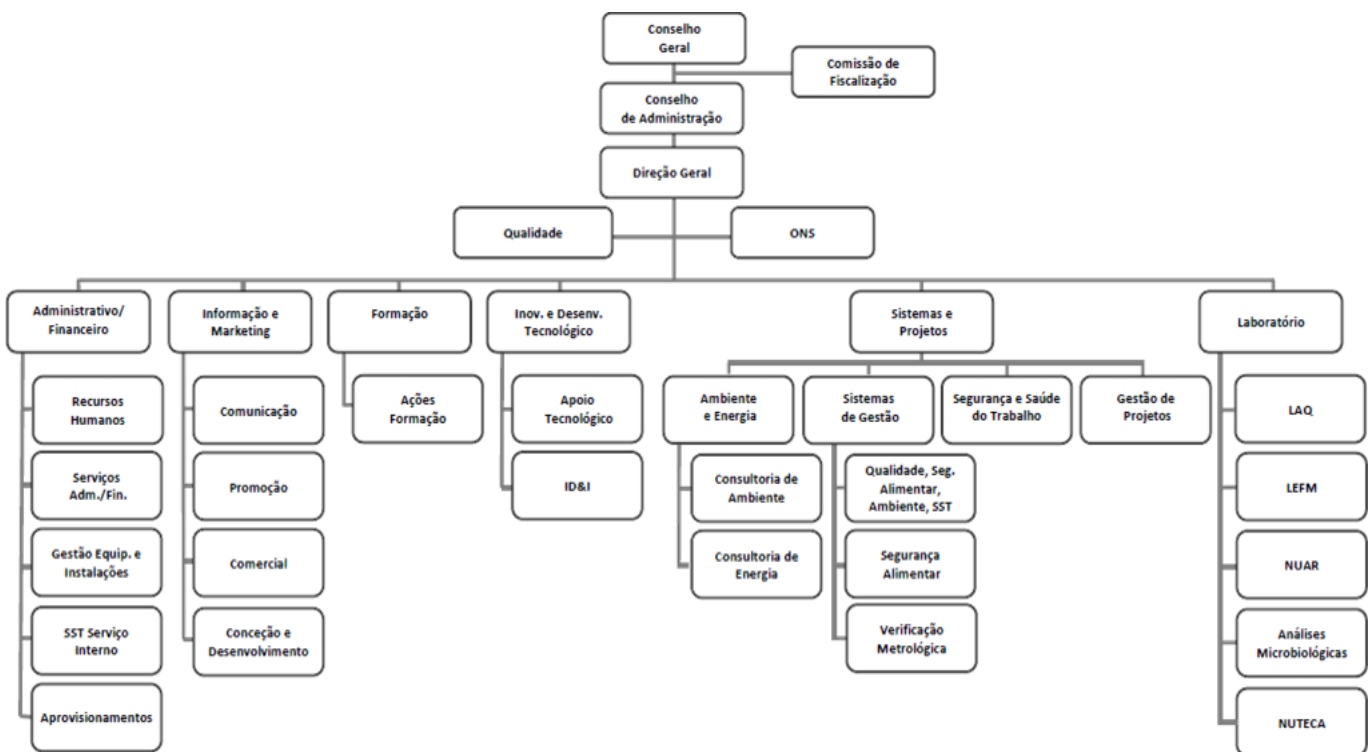 Conselho
Geral
Comissão de
Fiscalização
Conselho
de Administração
Direção Geral
Qualidade
ONS
Administrativo/
Financeiro
Informação e
Marketing
Formação
Inov. e Desenv.
Tecnológico
Sistemas e
Projetos
Laboratório
Recursos
Humanos
Serviços
Adm./Fin.
Gestão Equip. e
Instalações
SST Serviço
Interno
Aprovisionamentos
Comunicação
Promoção
Comercial
Conceção e
Desenvolvimento
Ações
Formação
Apoio
Tecnológico
ID&I
Ambiente
e Energia
Sistemas
de Gestão
Segurança e Saúde
do Trabalho
Gestão de
Projetos
Consultoria de
Ambiente
Consultoria de
Energia
Qualidade, Seg.
Alimentar,
Ambiente, SST
Segurança
Alimentar
Verificação
Metrológica
LAQ
LEFM
NUAR
Análises
Microbiológicas
NUTECA